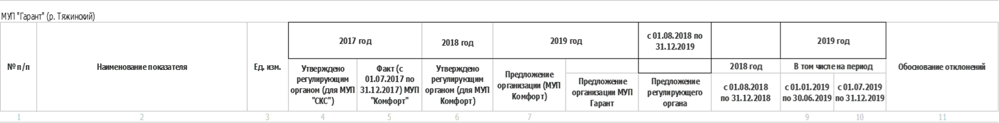 МУП "Гарант" (р. Тяжинский)
№ п/п
Наименование показателя
Ед. изм.
2017 год
2018 год
2019 год
с 01.08.2018 по
31.12.2019
2019 год
Обоснование отклонений
Утверждено
регулирующим
органом (для МУП
"СКС")
Факт (с
01.07.2017 по
31.12.2017) МУП
"Комфорт"
Утверждено
регулирующим
органом (для МУП
Комфорт)
Предложение
организации (МУП
Комфорт)
Предложение
организации МУП
Гарант
Предложение
регулирующего
органа
2018 год
В том числе на период
с 01.08.2018
по 31.12.2018
с 01.01.2019
по 30.06.2019
с 01.07.2019
по 31.12.2019
1 2 3 4 5 6 7 9 10 11